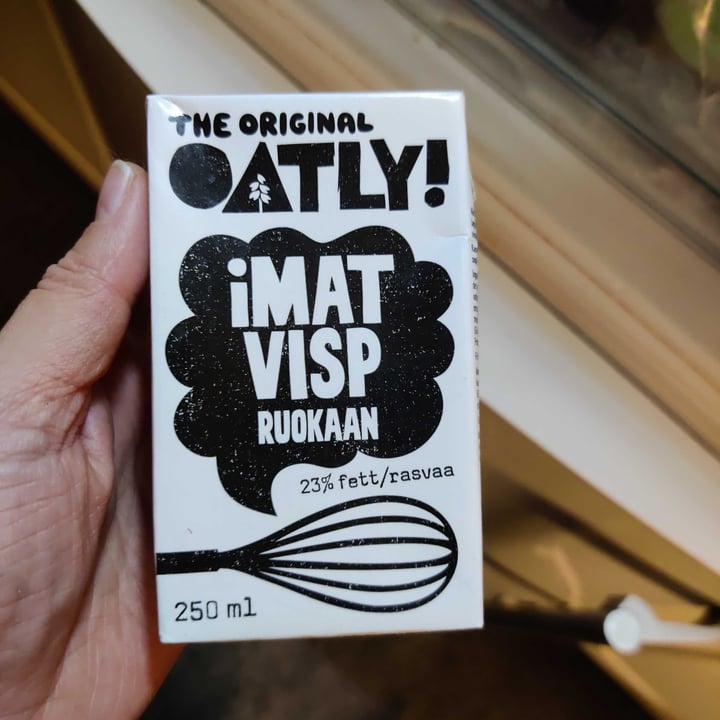 THE ORIGINAL
OATLY!
iMAT
VISP
RUOKAAN
23% fett/rasvaa
250 ml